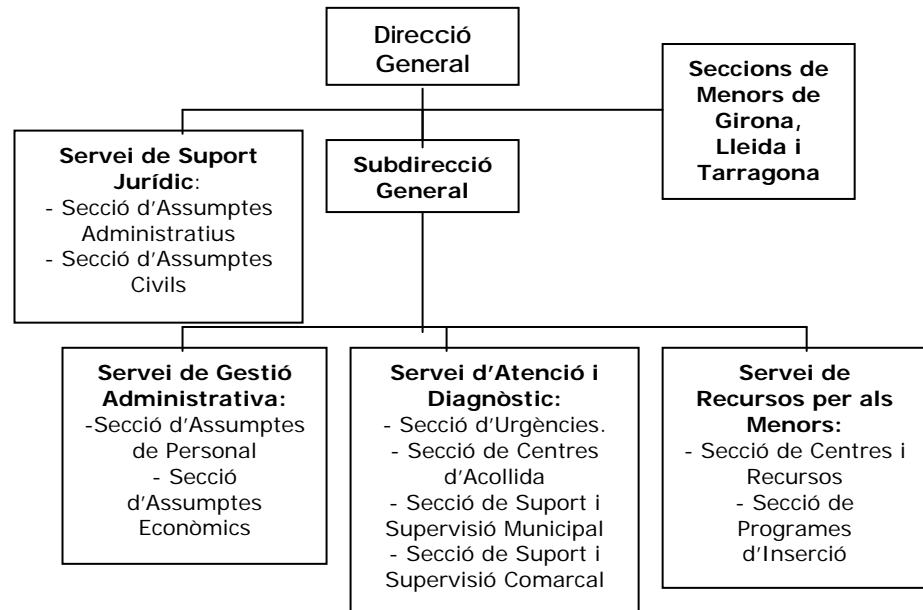 Direcció
General
Seccions de
Menors de
Girona,
Lleida i
Tarragona
Servei de Suport
Jurídic:
- Secció d'Assumptes
Administratius
- Secció d'Assumptes
Civils
Subdirecció
General
Servei de Gestió
Administrativa:
-Secció d'Assumptes
de Personal
- Secció
d'Assumptes
Econòmics
Servei d'Atenció i
Diagnòstic:
- Secció d'Urgències.
- Secció de Centres
d'Acollida
- Secció de Suport i
Supervisió Municipal
- Secció de Suport i
Supervisió Comarcal
Servei de
Recursos per als
Menors:
- Secció de Centres i
Recursos
- Secció de
Programes
d'Inserció